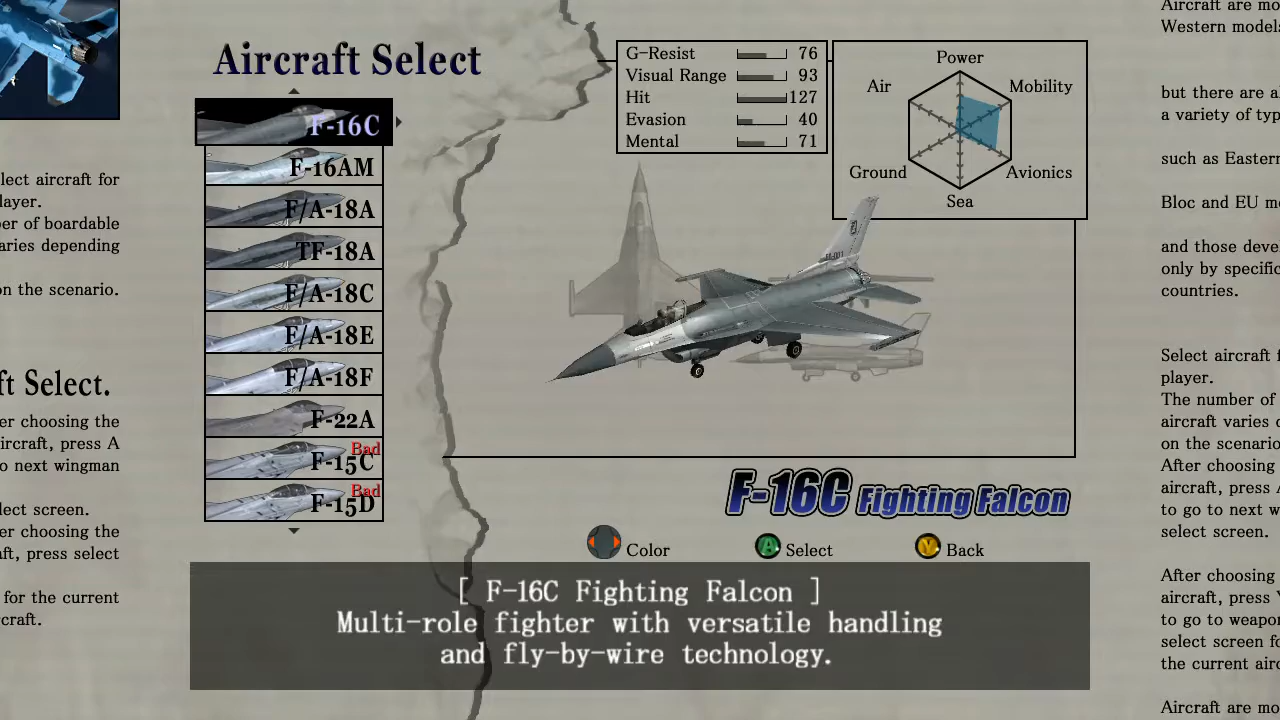 Aircraft Select
F-16C
F-16AM
F/A-18A
TF-18A
F/A-18C
F/A-18E
F/A-18F
F-22A
Bad
F-15C
Bad
F-15D
G-Resist 76
Visual Range 93
Hit 127
Evasion 40
Mental 71
Power
Air
Mobility
Ground
Avionics
Sea
F-16C Fighting Falcon
Color
A Select
Y Back
[ F-16C Fighting Falcon ]
Multi-role fighter with versatile handling
and fly-by-wire technology.
lect aircraft for
layer.
er of boardable
aries depending
on the scenario.
ft Select.
er choosing the
ircraft, press A
o next wingman
lect screen.
er choosing the
aft, press select
for the current
craft.
Aircraft are mo
Western models
but there are al
a variety of typ
such as Eastern
Bloc and EU mo
and those deve
only by specific
countries.
Select aircraft f
player.
The number of
aircraft varies d
on the scenario
After choosing
aircraft, press A
to go to next w
select screen.
After choosing
aircraft, press Y
to go to weapon
select screen fo
the current airc
Aircraft are mo